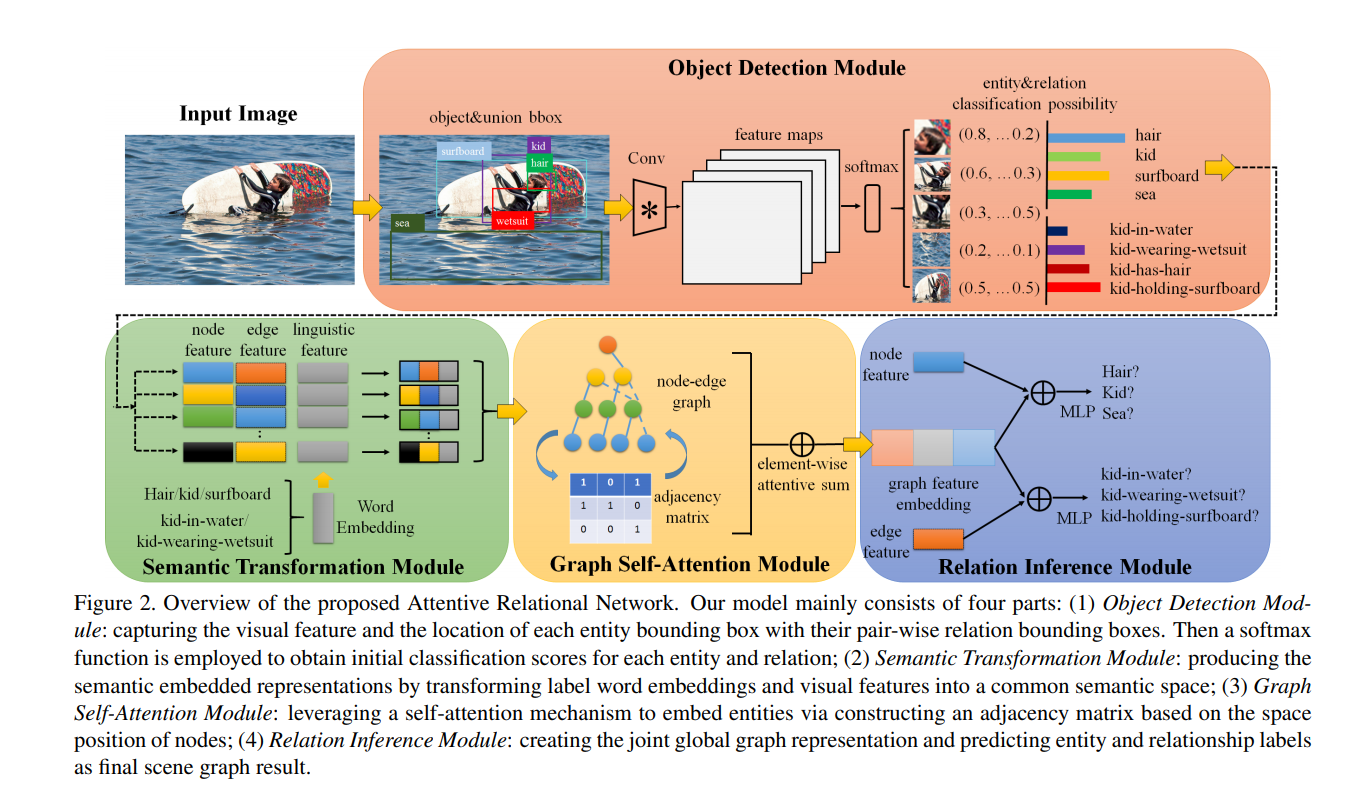 Object Detection Module
Input Image
object&union bbox
surfboard
kid
hair
sea
wetsuit
Conv
*
feature maps
softmax
entity&relation
classification possibility
(0.8, …0.2)
(0.6, …0.3)
(0.3, …0.5)
(0.2, …0.1)
(0.5, …0.5)
hair
kid
surfboard
sea
kid-in-water
kid-wearing-wetsuit
kid-has-hair
kid-holding-surfboard
node
feature
edge
feature
linguistic
feature
Hair/kid/surfboard
kid-in-water/
kid-wearing-wetsuit
Word
Embedding
Semantic Transformation Module
node-edge
graph
1 0 1
1 1 0
0 0 1
adjacency
matrix
element-wise
attentive sum
Graph Self-Attention Module
node
feature
graph feature
embedding
edge
feature
MLP
Hair?
Kid?
Sea?
MLP
kid-in-water?
kid-wearing-wetsuit?
kid-holding-surfboard?
Relation Inference Module
Figure 2. Overview of the proposed Attentive Relational Network. Our model mainly consists of four parts: (1) Object Detection Mod-
ule: capturing the visual feature and the location of each entity bounding box with their pair-wise relation bounding boxes. Then a softmax
function is employed to obtain initial classification scores for each entity and relation; (2) Semantic Transformation Module: producing the
semantic embedded representations by transforming label word embeddings and visual features into a common semantic space; (3) Graph
Self-Attention Module: leveraging a self-attention mechanism to embed entities via constructing an adjacency matrix based on the space
position of nodes; (4) Relation Inference Module: creating the joint global graph representation and predicting entity and relationship labels
as final scene graph result.